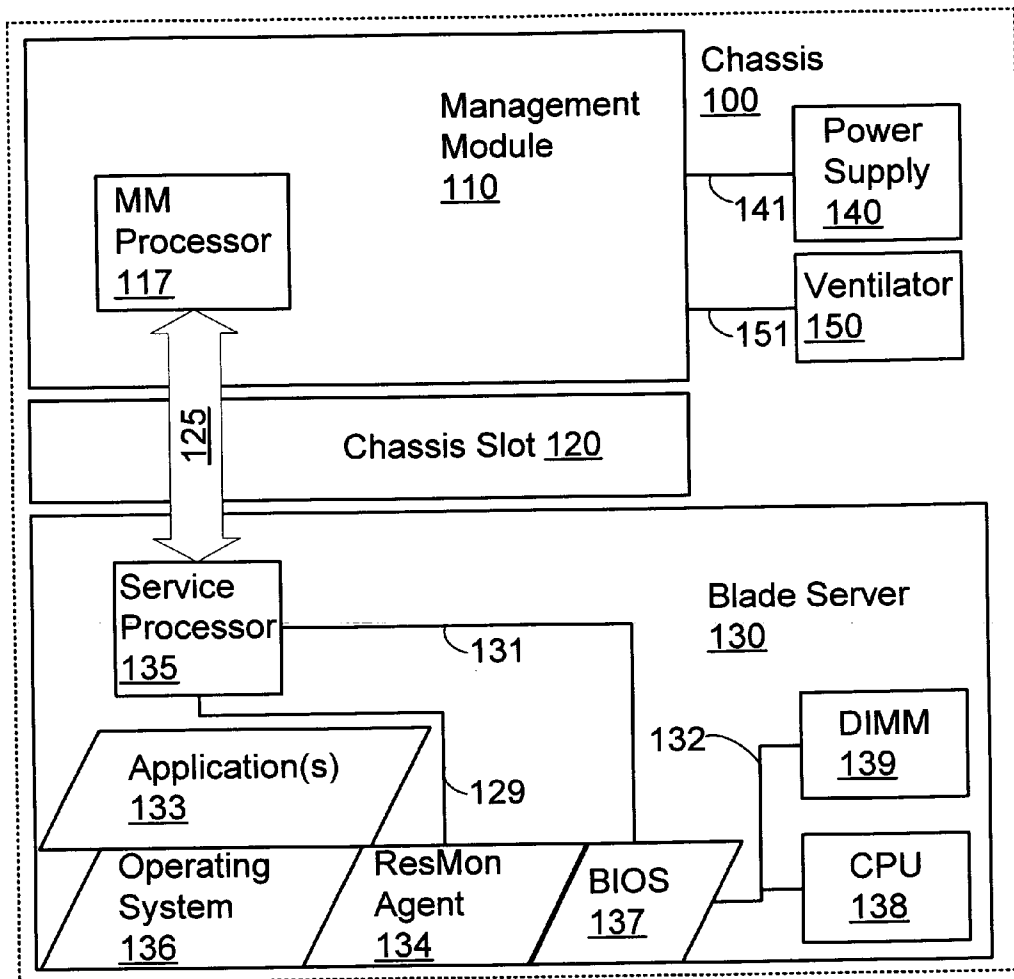 Chassis
100
Management
Module
110
Power
Supply
140
141
MM
Processor
117
Ventilator
150
151
125
Chassis Slot 120
Service
Processor
135
Blade Server
130
131
132
DIMM
139
Application(s)
133
129
Operating
System
136
ResMon
Agent
134
BIOS
137
CPU
138